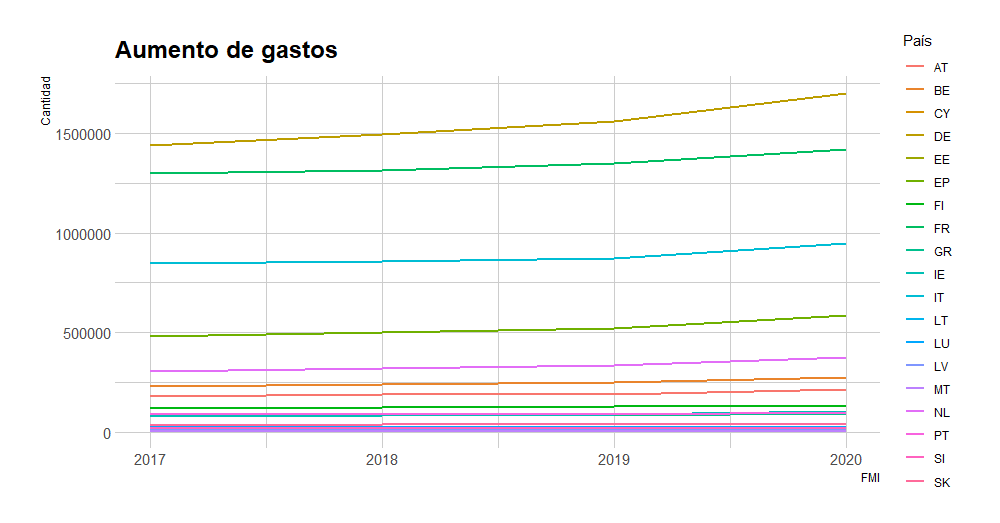 Aumento de gastos
Cantidad
1500000
1000000
500000
0
2017 2018 2019 2020
FMI
País
AT
BE
CY
DE
EE
EP
FI
FR
GR
IE
IT
LT
LU
LV
MT
NL
PT
SI
SK